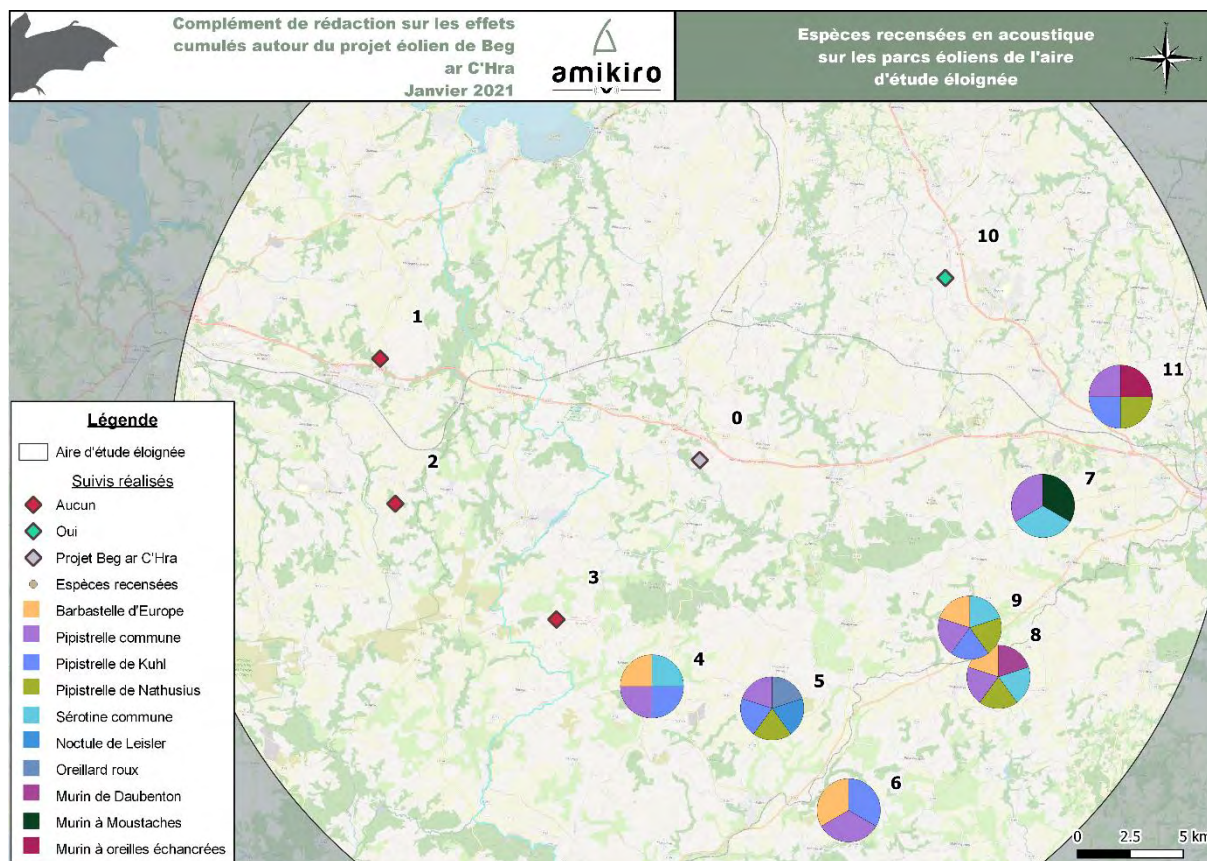 Complément de rédaction sur les effets
cumulés autour du projet éolien de Beg
ar C'Hra
Janvier 2021
amikiro
Espèces recensées en acoustique
sur les parcs éoliens de l'aire
d'étude éloignée
10
1
11
0
2
7
3
9
8
4
5
6
Légende
Aire d'étude éloignée
Suivis réalisés
Aucun
Oui
Projet Beg ar C'Hra
Espèces recensées
Barbastelle d'Europe
Pipistrelle commune
Pipistrelle de Kuhl
Pipistrelle de Nathusius
Sérotine commune
Noctule de Leisler
Oreillard roux
Murin de Daubenton
Murin à Moustaches
Murin à oreilles échancrées
0 2.5 5 km